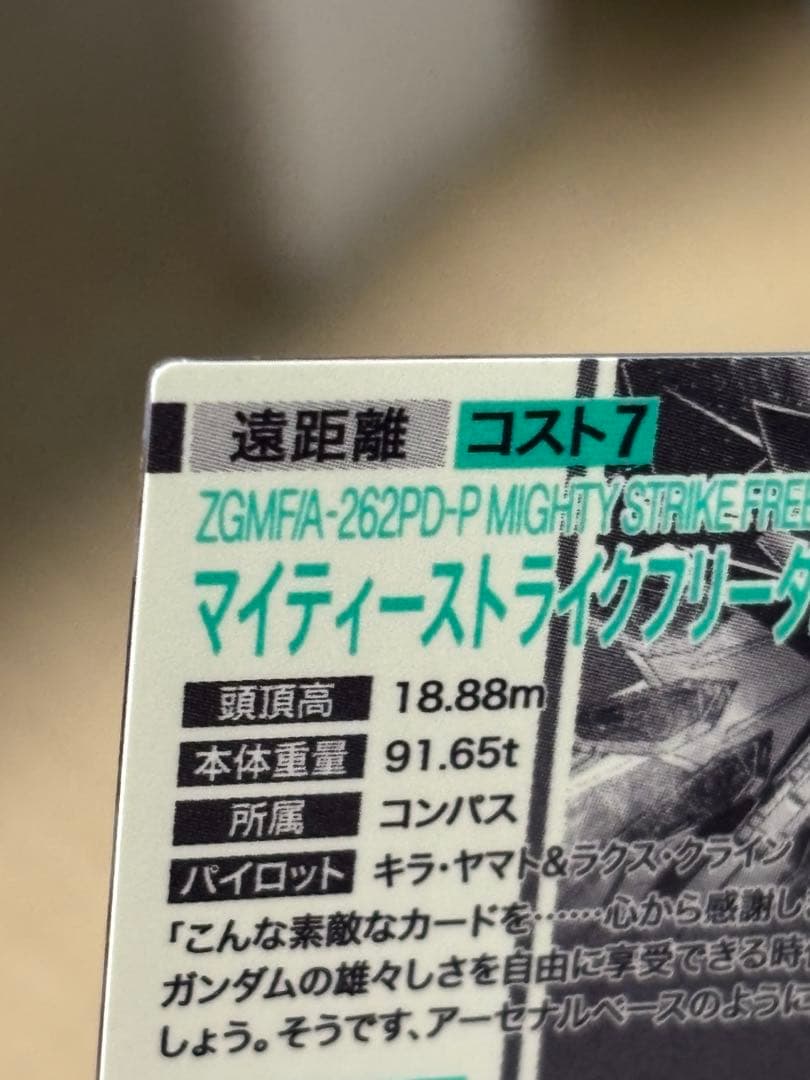 遠距離 コスト7
ZGMF/A-262PD-P MIGHTY STRIKE FREE
マイティーストライクフリーダ
頭頂高 18.88m
本体重量 91.65t
所属 コンパス
パイロット キラ・ヤマト&ラクス・クライン
「こんな素敵なカードを……心から感謝し
ガンダムの雄々しさを自由に享受できる時
しょう。そうです、アーセナルベースのように